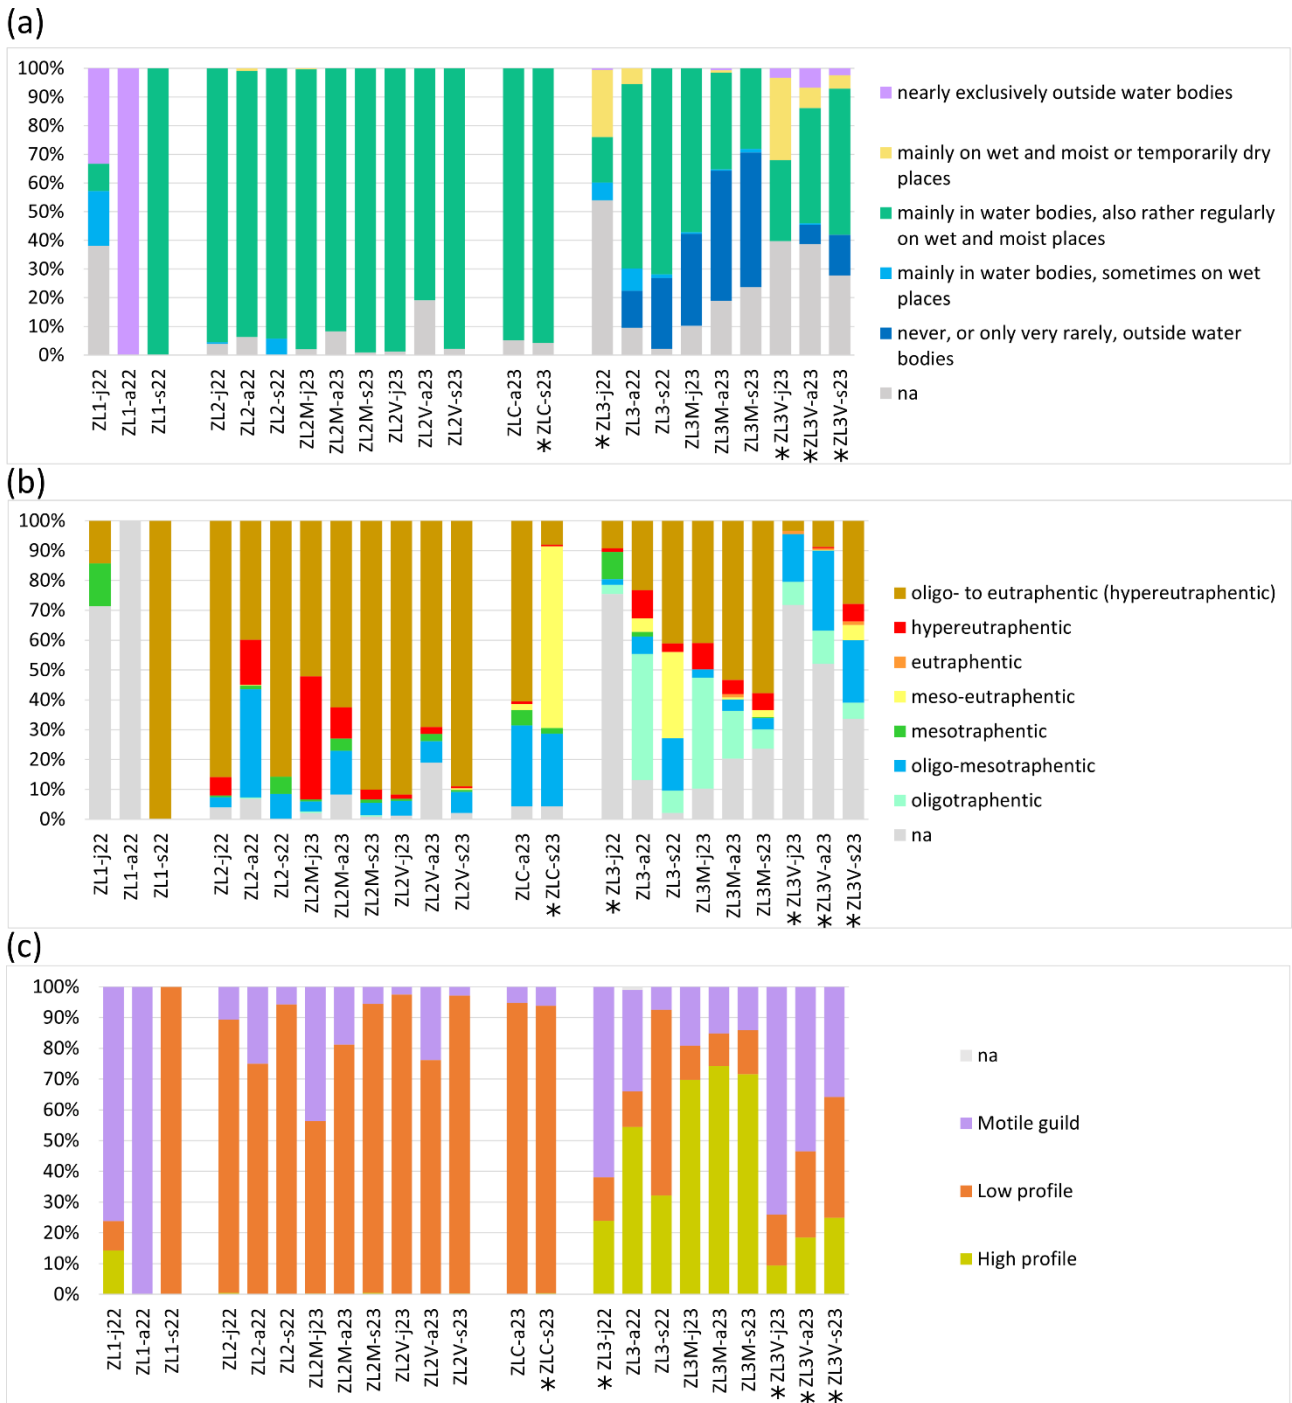 (a)
100%
90%
80%
70%
60%
50%
40%
30%
20%
10%
0%
ZL1-j22
ZL1-a22
ZL1-s22
ZL2-j22
ZL2-a22
ZL2-s22
ZL2M-j23
ZL2M-a23
ZL2M-s23
ZL2V-j23
ZL2V-a23
ZL2V-s23
ZLC-a23
* ZLC-s23
* ZL3-j22
ZL3-a22
ZL3-s22
ZL3M-j23
ZL3M-a23
ZL3M-s23
* ZL3V-j23
* ZL3V-a23
* ZL3V-s23
nearly exclusively outside water bodies
mainly on wet and moist or temporarily dry
places
mainly in water bodies, also rather regularly
on wet and moist places
mainly in water bodies, sometimes on wet
places
never, or only very rarely, outside water
bodies
na
(b)
100%
90%
80%
70%
60%
50%
40%
30%
20%
10%
0%
ZL1-j22
ZL1-a22
ZL1-s22
ZL2-j22
ZL2-a22
ZL2-s22
ZL2M-j23
ZL2M-a23
ZL2M-s23
ZL2V-j23
ZL2V-a23
ZL2V-s23
ZLC-a23
* ZLC-s23
* ZL3-j22
ZL3-a22
ZL3-s22
ZL3M-j23
ZL3M-a23
ZL3M-s23
* ZL3V-j23
* ZL3V-a23
* ZL3V-s23
oligo- to eutraphentic (hypereutraphentic)
hypereutraphentic
eutraphentic
meso-eutraphentic
mesotraphentic
oligo-mesotraphentic
oligotraphentic
na
(c)
100%
90%
80%
70%
60%
50%
40%
30%
20%
10%
0%
ZL1-j22
ZL1-a22
ZL1-s22
ZL2-j22
ZL2-a22
ZL2-s22
ZL2M-j23
ZL2M-a23
ZL2M-s23
ZL2V-j23
ZL2V-a23
ZL2V-s23
ZLC-a23
* ZLC-s23
* ZL3-j22
ZL3-a22
ZL3-s22
ZL3M-j23
ZL3M-a23
ZL3M-s23
* ZL3V-j23
* ZL3V-a23
* ZL3V-s23
na
Motile guild
Low profile
High profile